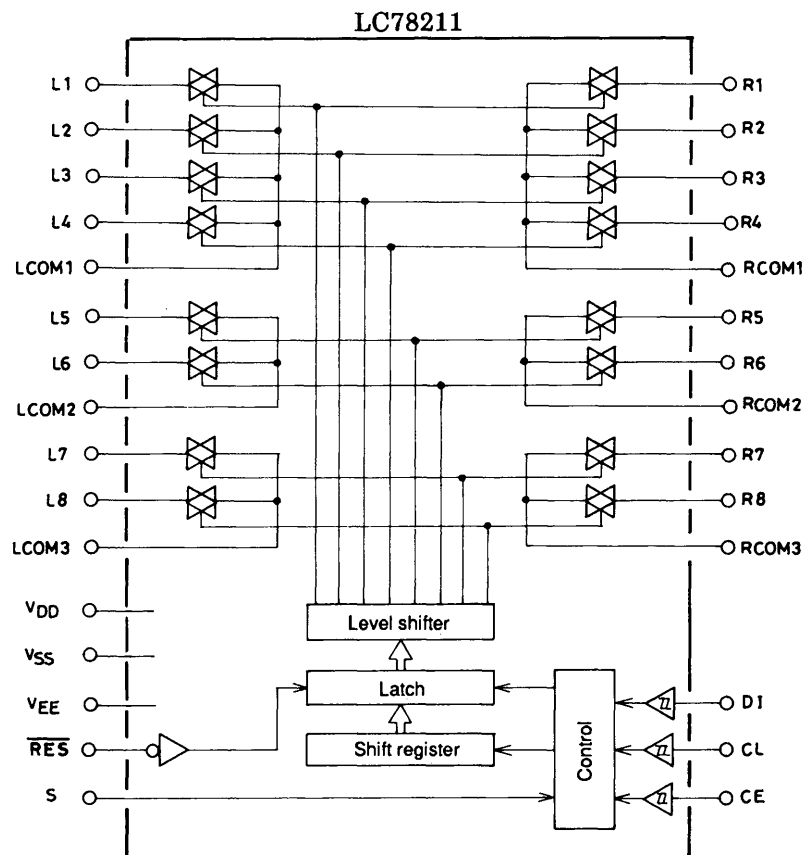 LC78211
L1
R1
L2
R2
L3
R3
L4
R4
LCOM1
RCOM1
L5
R5
L6
R6
LCOM2
RCOM2
L7
R7
L8
R8
LCOM3
RCOM3
VDD
Level shifter
VSS
Latch
VEE
DI
RES
Shift register
Control
CL
S
CE